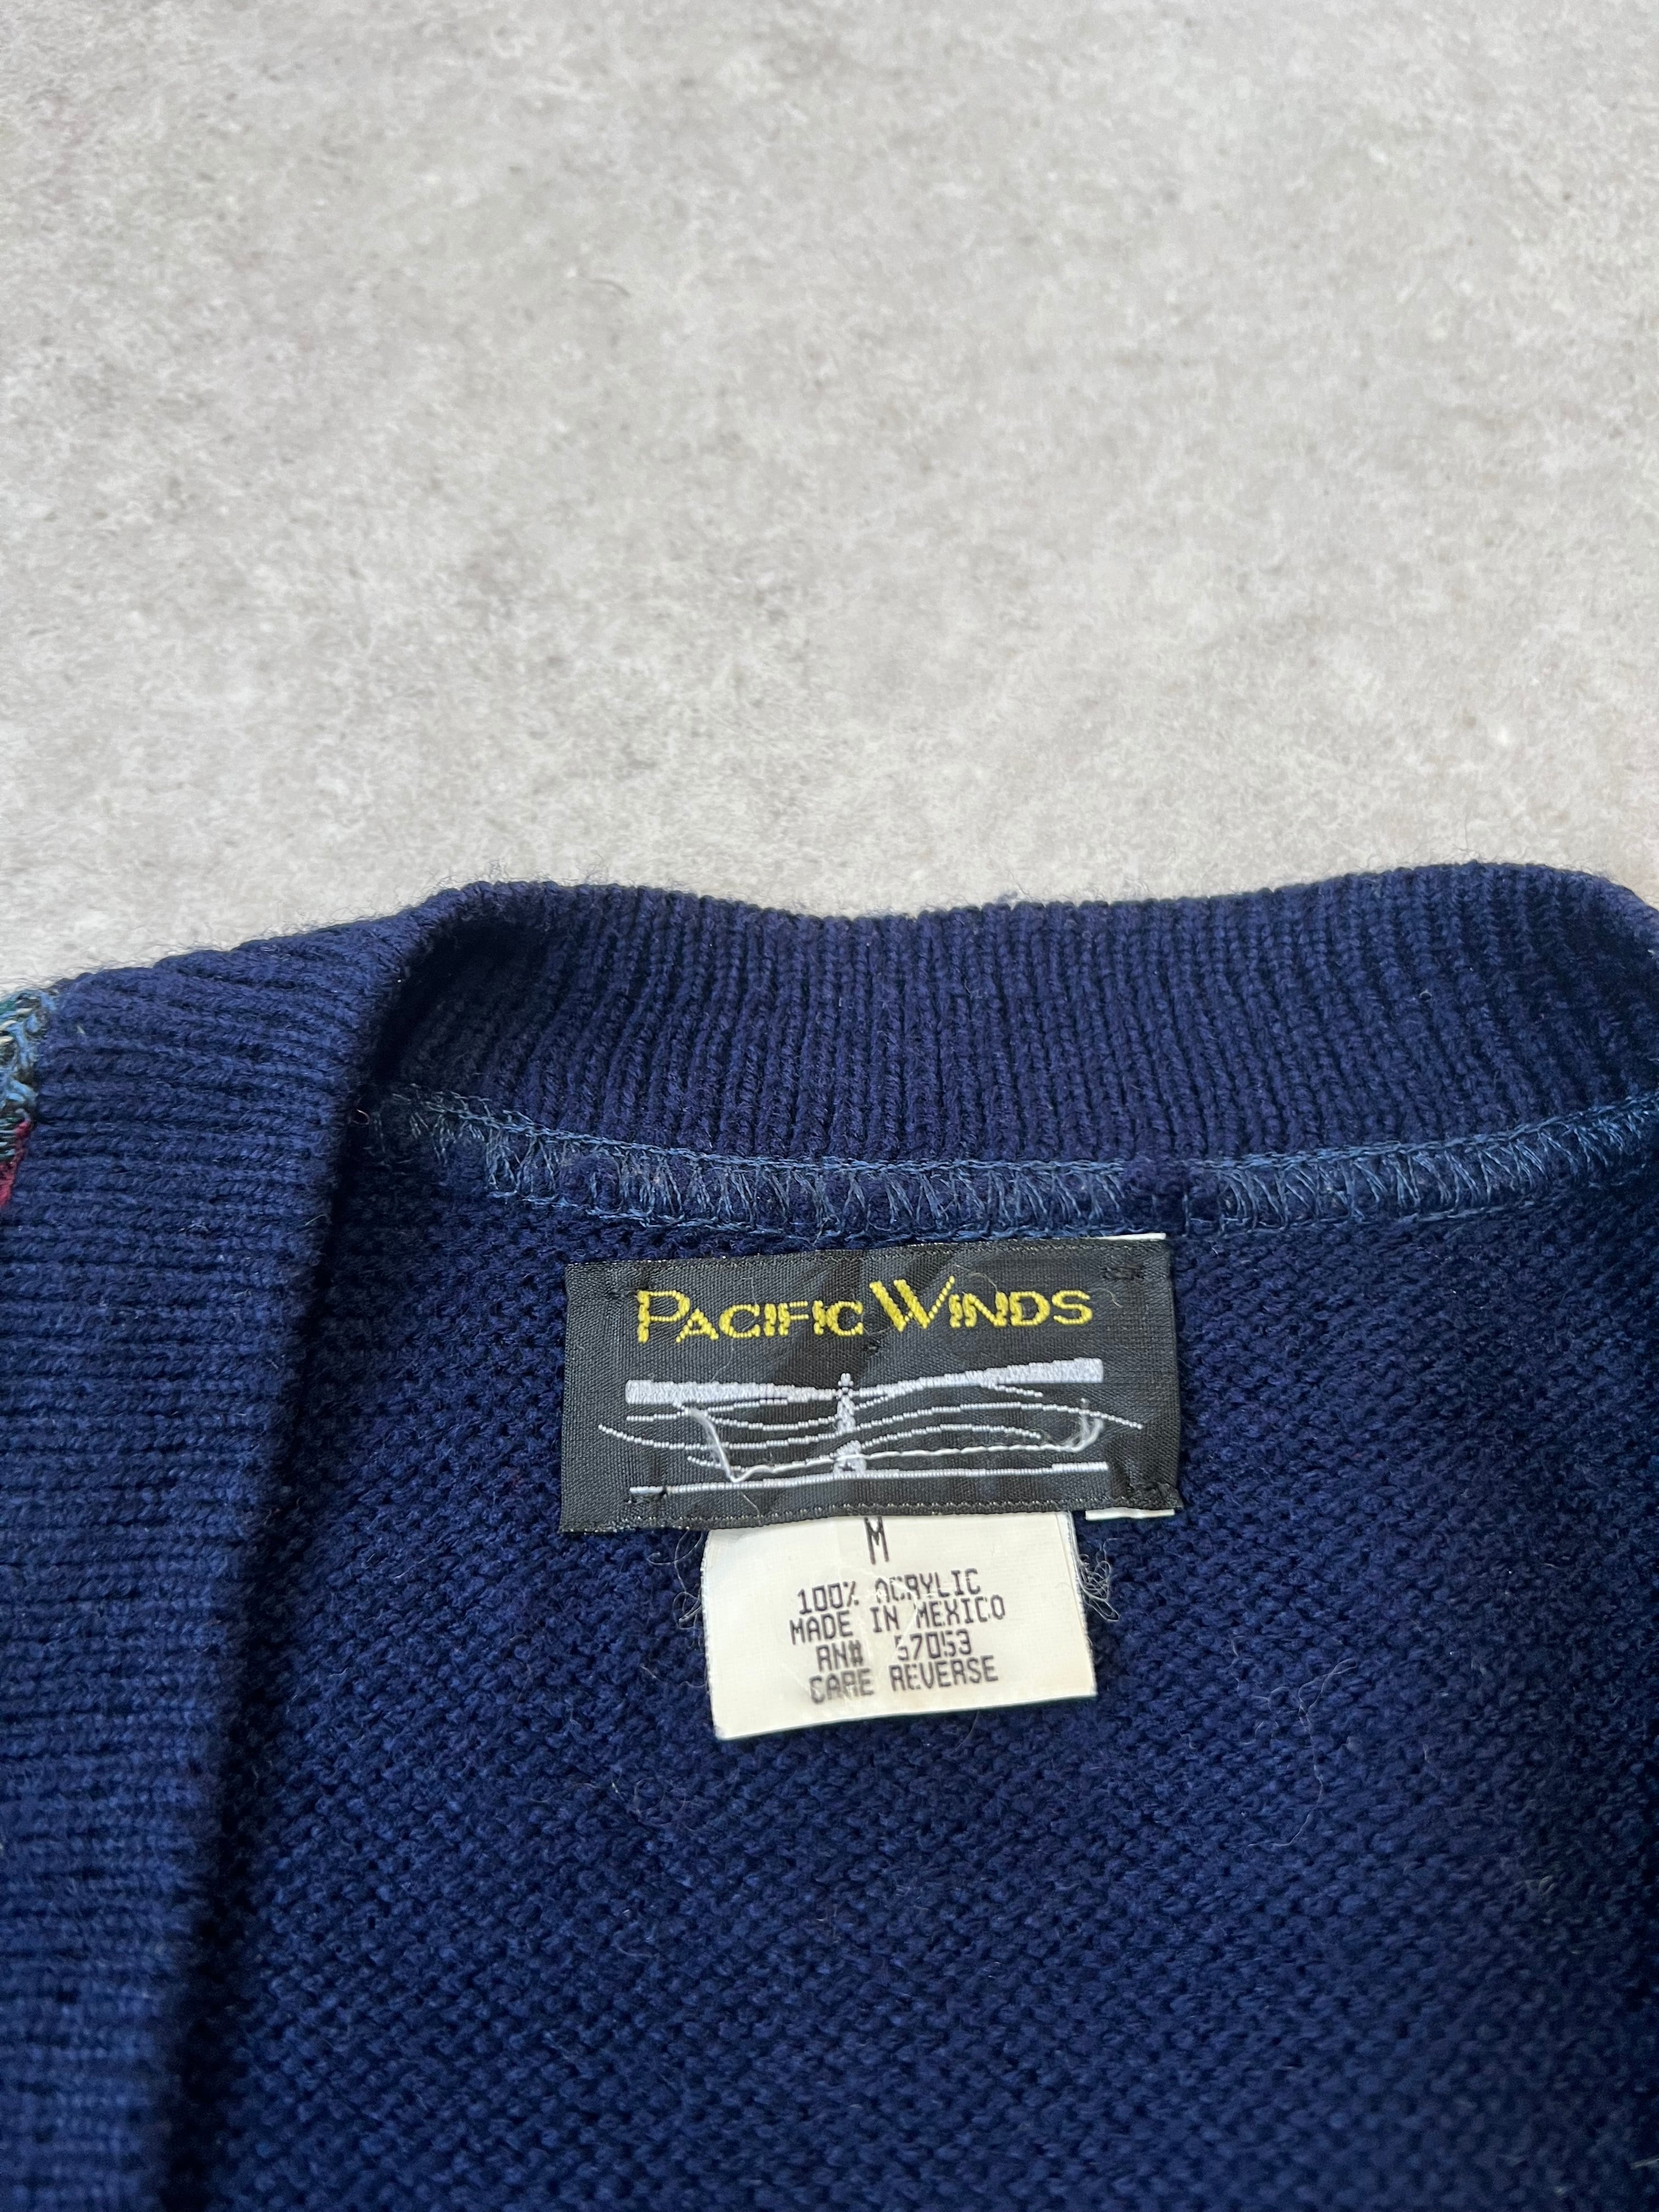 PACIFIC WINDS
M
100% ACRYLIC
MADE IN MEXICO
RN# 57053
CARE REVERSE